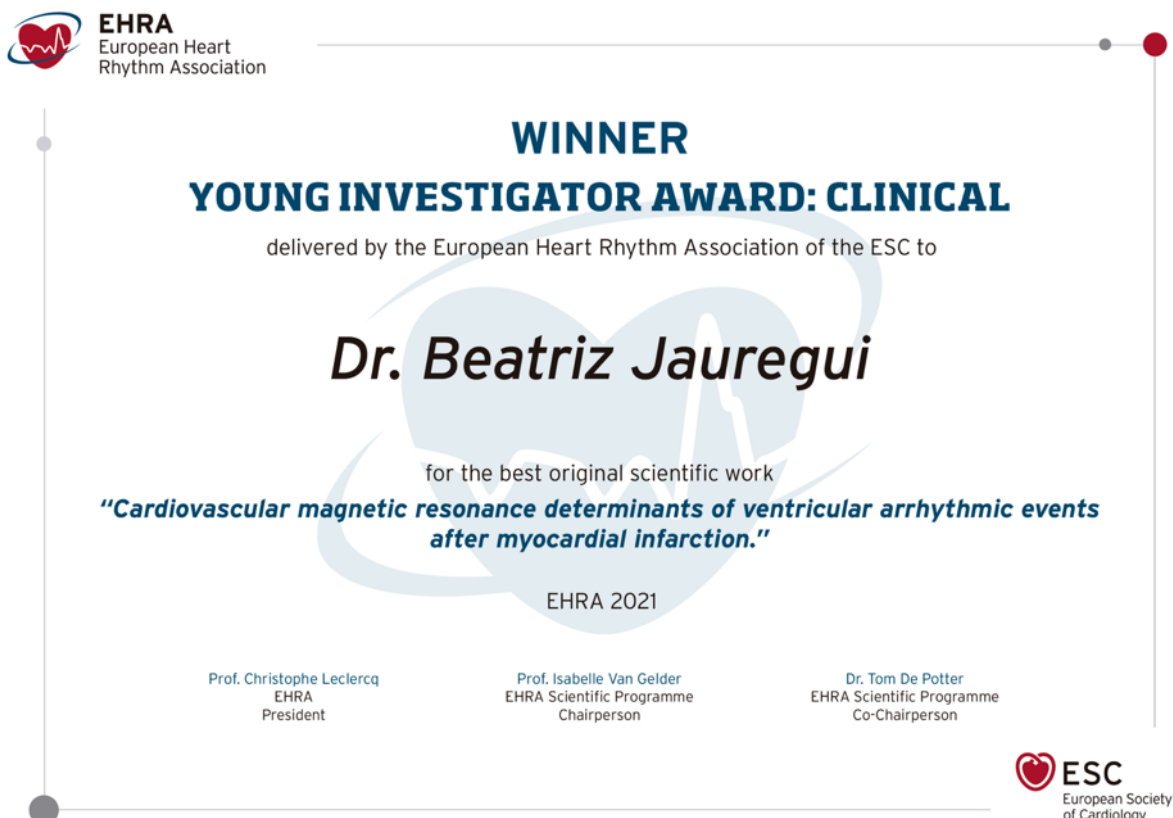 EHRA
European Heart
Rhythm Association
WINNER
YOUNG INVESTIGATOR AWARD: CLINICAL
delivered by the European Heart Rhythm Association of the ESC to
Dr. Beatriz Jauregui
for the best original scientific work
“Cardiovascular magnetic resonance determinants of ventricular arrhythmic events
after myocardial infarction.”
EHRA 2021
Prof. Christophe Leclercq
EHRA
President
Prof. Isabelle Van Gelder
EHRA Scientific Programme
Chairperson
Dr. Tom De Potter
EHRA Scientific Programme
Co-Chairperson
ESC
European Society
of Cardiology